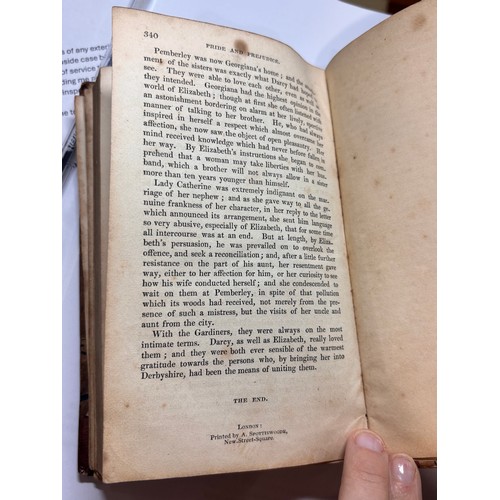 340
PRIDE AND PREJUDICE.
Pemberley was now Georgiana's home; and the
ment of the sisters was exactly what Darcy had hoped to
see. They were able to love each other, even as well as
they intended. Georgiana had the highest opinion in the
world of Elizabeth; though at first she often listened with
an astonishment bordering on alarm at her lively,
manner of talking to her brother. He, who had always
inspired in herself a respect which almost overcame her
affection, she now saw the object of open pleasantry. Her
mind received knowledge which had never before fallen in
her way. By Elizabeth's instructions she began to com-
prehend that a woman may take liberties with her hus-
band, which a brother will not always allow in a sister
more than ten years younger than himself.
Lady Catherine was extremely indignant on the mar-
riage of her nephew; and as she gave way to all the ge-
nuine frankness of her character, in her reply to the letter
which announced its arrangement, she sent him language
so very abusive, especially of Elizabeth, that for some time
all intercourse was at an end. But at length, by Eliza-
beth's persuasion, he was prevailed on to overlook the
offence, and seek a reconciliation; and, after a little further
resistance on the part of his aunt, her resentment gave
way, either to her affection for him, or her curiosity to see
how his wife conducted herself; and she condescended to
wait on them at Pemberley, in spite of that pollution
which its woods had received, not merely from the pre-
sence of such a mistress, but the visits of her uncle and
aunt from the city.
With the Gardiners, they were always on the most
intimate terms. Darcy, as well as Elizabeth, really loved
them; and they were both ever sensible of the warmest
gratitude towards the persons who, by bringing her into
Derbyshire, had been the means of uniting them.
THE END.
LONDON:
Printed by A. SPOTTISWOODE,
New-Street-Square.
s of any extern
side case b
of service
ding me
inspe
te tr